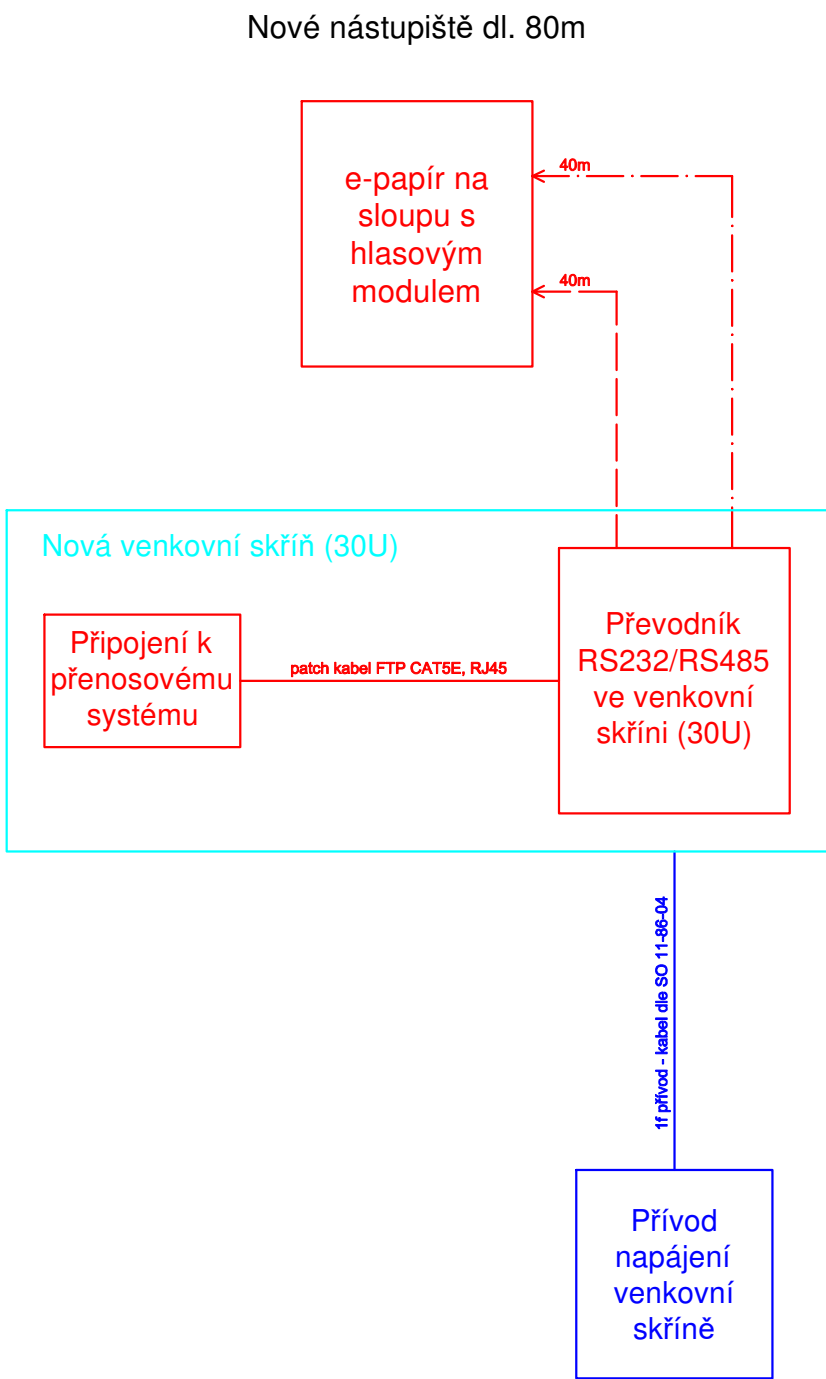 Nové nástupiště dl. 80m
e-papír na
sloupu s
hlasovým
modulem
40m
40m
Nová venkovní skříň (30U)
Připojení k
přenosovému
systému
patch kabel FTP CAT5E, RJ45
Převodník
RS232/RS485
ve venkovní
skříni (30U)
1f přívod - kabel dle SO 11-86-04
Přívod
napájení
venkovní
skříně